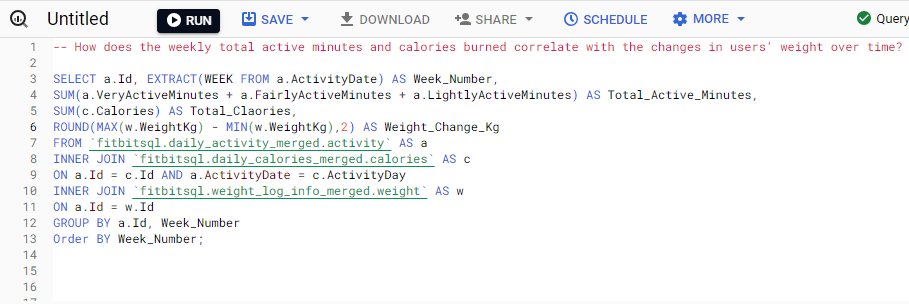 Untitled RUN SAVE DOWNLOAD SHARE SCHEDULE MORE Query
1 -- How does the weekly total active minutes and calories burned correlate with the changes in users' weight over time?
2
3 SELECT a.Id, EXTRACT(WEEK FROM a.ActivityDate) AS Week_Number,
4 SUM(a.VeryActiveMinutes + a.FairlyActiveMinutes + a.LightlyActiveMinutes) AS Total_Active_Minutes,
5 SUM(c.Calories) AS Total_Claories,
6 ROUND(MAX(w.WeightKg) - MIN(w.WeightKg),2) AS Weight_Change_Kg
7 FROM `fitbitsql.daily_activity_merged.activity` AS a
8 INNER JOIN `fitbitsql.daily_calories_merged.calories` AS c
9 ON a.Id = c.Id AND a.ActivityDate = c.ActivityDay
10 INNER JOIN `fitbitsql.weight_log_info_merged.weight` AS w
11 ON a.Id = w.Id
12 GROUP BY a.Id, Week_Number
13 Order BY Week_Number;
14
15
16
17